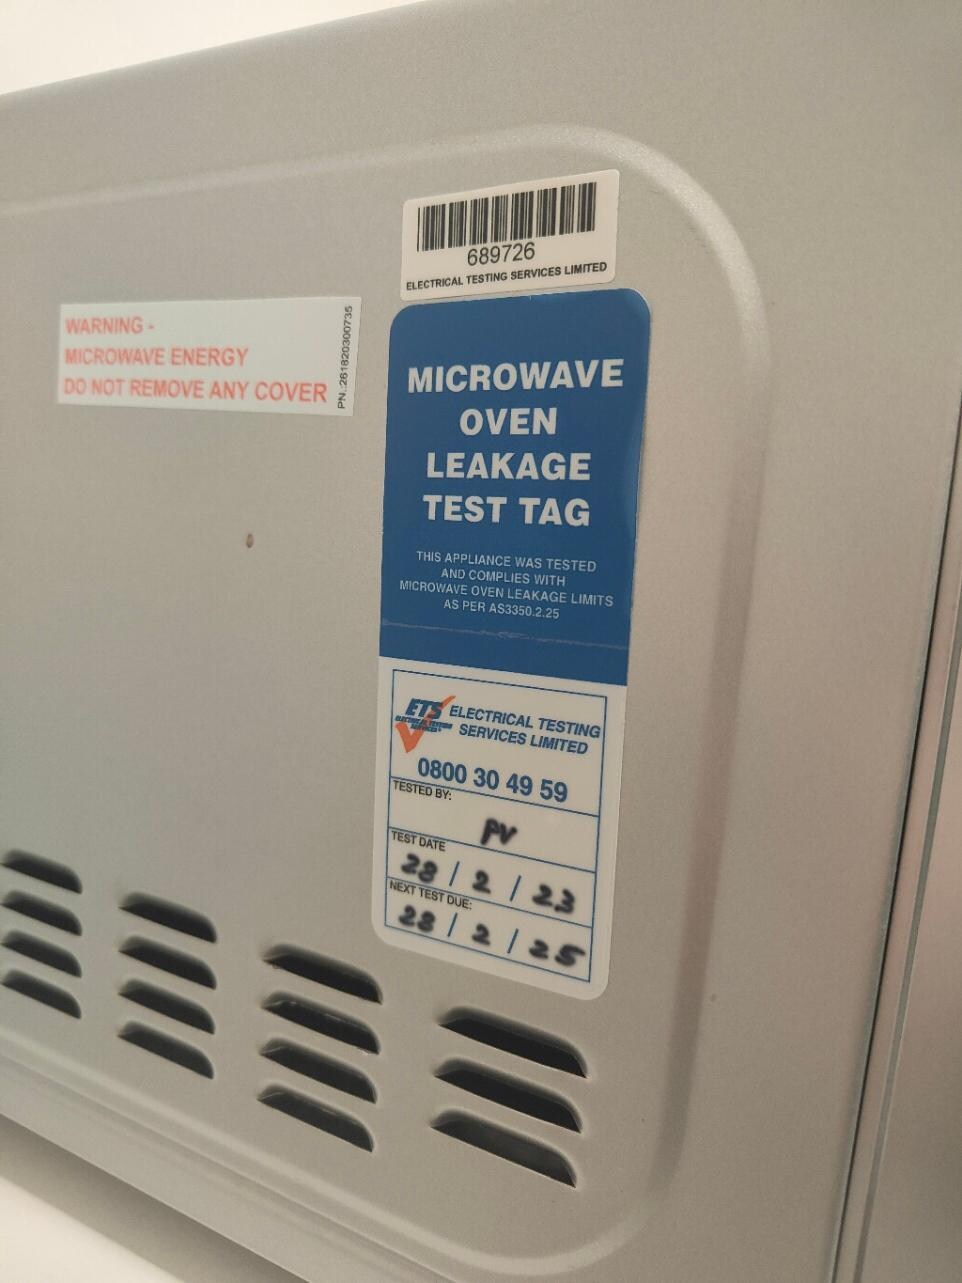 689726
ELECTRICAL TESTING SERVICES LIMITED
WARNING -
MICROWAVE ENERGY
DO NOT REMOVE ANY COVER
PN.:261820300735
MICROWAVE
OVEN
LEAKAGE
TEST TAG
THIS APPLIANCE WAS TESTED
AND COMPLIES WITH
MICROWAVE OVEN LEAKAGE LIMITS
AS PER AS3350.2.25
ETS
ELECTRICAL TESTING
SERVICES
ELECTRICAL TESTING
SERVICES LIMITED
0800 30 49 59
TESTED BY:
PV
TEST DATE
28 / 2 / 23
NEXT TEST DUE:
28 / 2 / 25